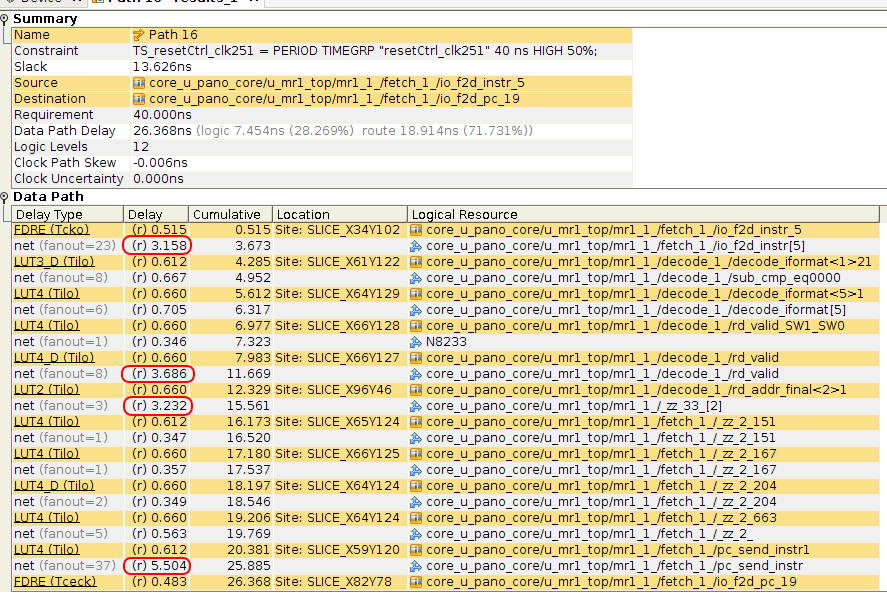 Summary
Name Path 16
Constraint TS_resetCtrl_clk251 = PERIOD TIMEGRP "resetCtrl_clk251" 40 ns HIGH 50%;
Slack 13.626ns
Source core_u_pano_core/u_mr1_top/mr1_1_/fetch_1_/io_f2d_instr_5
Destination core_u_pano_core/u_mr1_top/mr1_1_/fetch_1_/io_f2d_pc_19
Requirement 40.000ns
Data Path Delay 26.368ns (logic 7.454ns (28.269%) route 18.914ns (71.731%))
Logic Levels 12
Clock Path Skew -0.006ns
Clock Uncertainty 0.000ns
Data Path
Delay Type Delay Cumulative Location Logical Resource
FDRE (Tcko) (r) 0.515 0.515 Site: SLICE_X34Y102 core_u_pano_core/u_mr1_top/mr1_1_/fetch_1_/io_f2d_instr_5
net (fanout=23) (r) 3.158 3.673 core_u_pano_core/u_mr1_top/mr1_1_/fetch_1_/io_f2d_instr[5]
LUT3_D (Tilo) (r) 0.612 4.285 Site: SLICE_X61Y122 core_u_pano_core/u_mr1_top/mr1_1_/decode_1_/decode_iformat<1>21
net (fanout=8) (r) 0.667 4.952 core_u_pano_core/u_mr1_top/mr1_1_/decode_1_/sub_cmp_eq0000
LUT4 (Tilo) (r) 0.660 5.612 Site: SLICE_X64Y129 core_u_pano_core/u_mr1_top/mr1_1_/decode_1_/decode_iformat<5>1
net (fanout=6) (r) 0.705 6.317 core_u_pano_core/u_mr1_top/mr1_1_/decode_1_/decode_iformat[5]
LUT4 (Tilo) (r) 0.660 6.977 Site: SLICE_X66Y128 core_u_pano_core/u_mr1_top/mr1_1_/decode_1_/rd_valid_SW1_SW0
net (fanout=1) (r) 0.346 7.323 N8233
LUT4_D (Tilo) (r) 0.660 7.983 Site: SLICE_X66Y127 core_u_pano_core/u_mr1_top/mr1_1_/decode_1_/rd_valid
net (fanout=8) (r) 3.686 11.669 core_u_pano_core/u_mr1_top/mr1_1_/decode_1_/rd_valid
LUT2 (Tilo) (r) 0.660 12.329 Site: SLICE_X96Y46 core_u_pano_core/u_mr1_top/mr1_1_/decode_1_/rd_addr_final<2>1
net (fanout=3) (r) 3.232 15.561 core_u_pano_core/u_mr1_top/mr1_1_/_zz_33_[2]
LUT4 (Tilo) (r) 0.612 16.173 Site: SLICE_X65Y124 core_u_pano_core/u_mr1_top/mr1_1_/fetch_1_/_zz_2_151
net (fanout=1) (r) 0.347 16.520 core_u_pano_core/u_mr1_top/mr1_1_/fetch_1_/_zz_2_151
LUT4 (Tilo) (r) 0.660 17.180 Site: SLICE_X66Y125 core_u_pano_core/u_mr1_top/mr1_1_/fetch_1_/_zz_2_167
net (fanout=1) (r) 0.357 17.537 core_u_pano_core/u_mr1_top/mr1_1_/fetch_1_/_zz_2_167
LUT4_D (Tilo) (r) 0.660 18.197 Site: SLICE_X64Y124 core_u_pano_core/u_mr1_top/mr1_1_/fetch_1_/_zz_2_204
net (fanout=2) (r) 0.349 18.546 core_u_pano_core/u_mr1_top/mr1_1_/fetch_1_/_zz_2_204
LUT4 (Tilo) (r) 0.660 19.206 Site: SLICE_X64Y124 core_u_pano_core/u_mr1_top/mr1_1_/fetch_1_/_zz_2_663
net (fanout=5) (r) 0.563 19.769 core_u_pano_core/u_mr1_top/mr1_1_/fetch_1_/_zz_2_
LUT4 (Tilo) (r) 0.612 20.381 Site: SLICE_X59Y120 core_u_pano_core/u_mr1_top/mr1_1_/fetch_1_/pc_send_instr1
net (fanout=37) (r) 5.504 25.885 core_u_pano_core/u_mr1_top/mr1_1_/fetch_1_/pc_send_instr
FDRE (Tceck) (r) 0.483 26.368 Site: SLICE_X82Y78 core_u_pano_core/u_mr1_top/mr1_1_/fetch_1_/io_f2d_pc_19